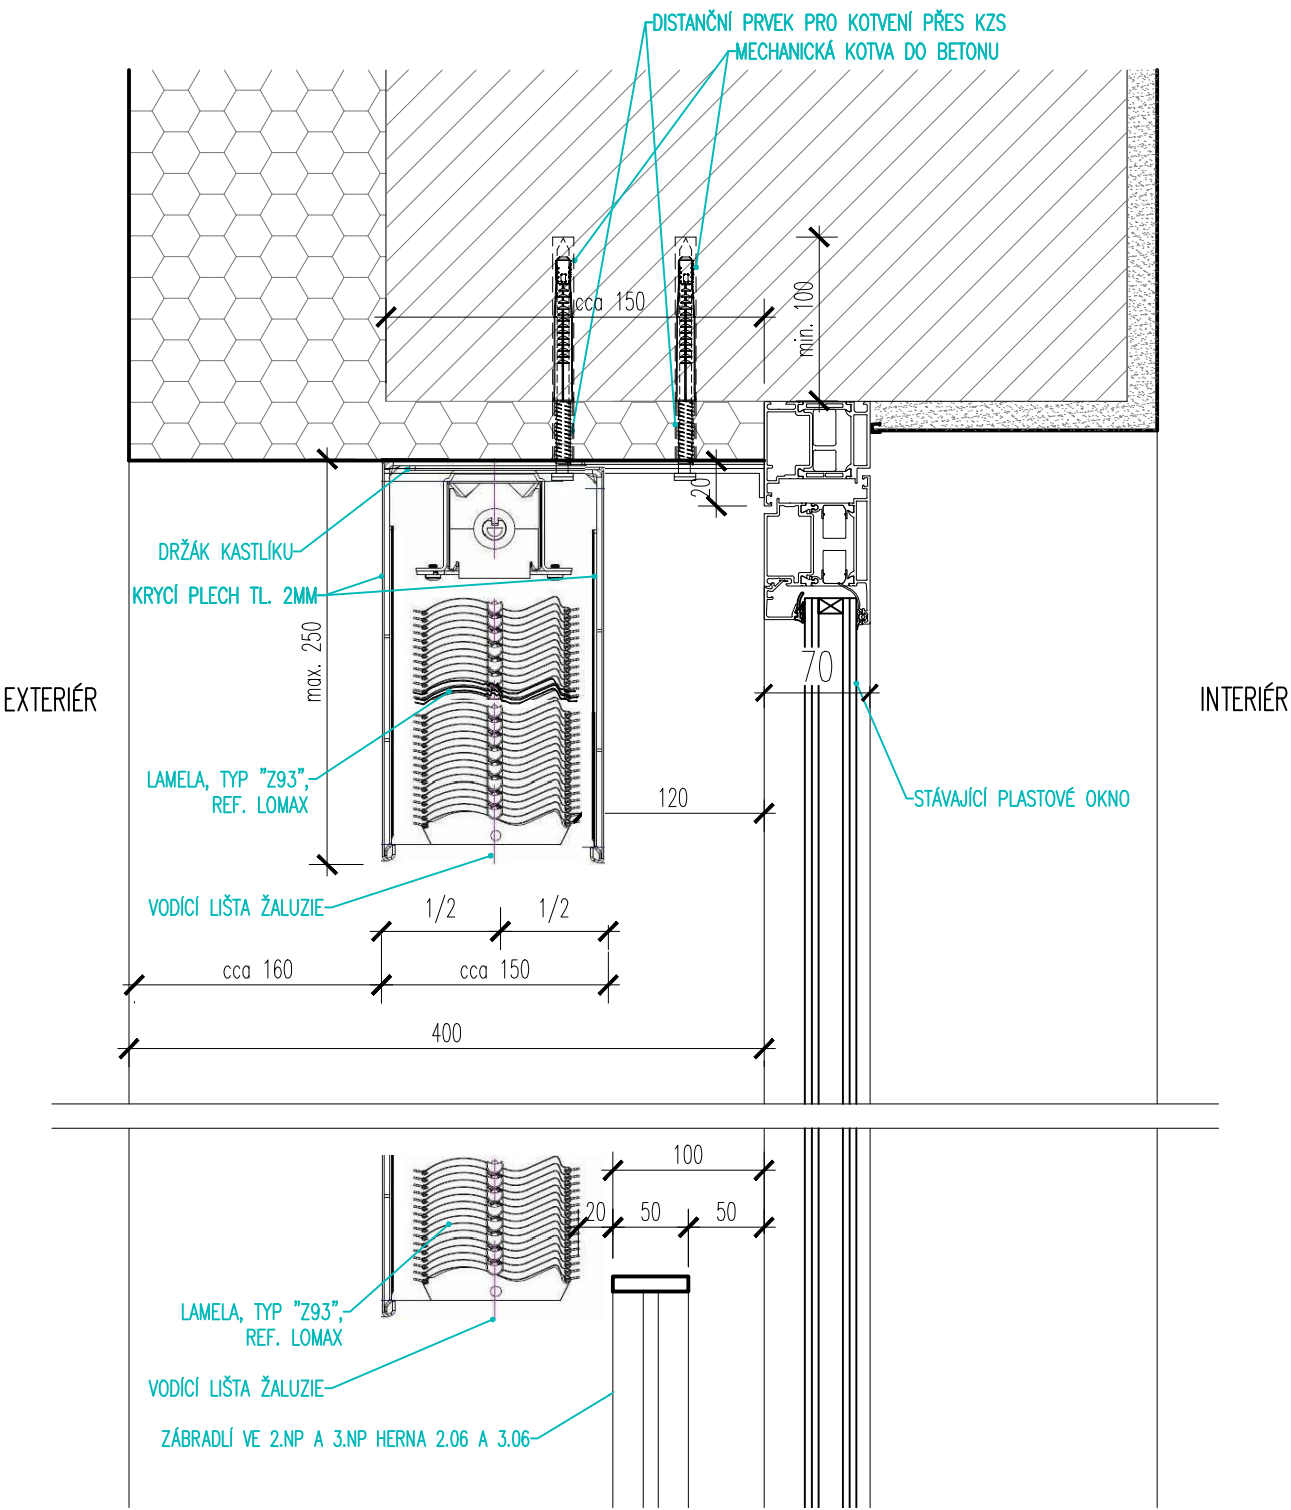 DISTANČNÍ PRVEK PRO KOTVENÍ PŘES KZS
MECHANICKÁ KOTVA DO BETONU
cca 150
min. 100
20
DRŽÁK KASTLÍKU
KRYCÍ PLECH TL. 2MM
max. 250
70
EXTERIÉR
INTERIÉR
LAMELA, TYP "Z93",
REF. LOMAX
120
STÁVAJÍCÍ PLASTOVÉ OKNO
VODÍCÍ LIŠTA ŽALUZIE
1/2
1/2
cca 160
cca 150
400
100
20
50
50
LAMELA, TYP "Z93",
REF. LOMAX
VODÍCÍ LIŠTA ŽALUZIE
ZÁBRADLÍ VE 2.NP A 3.NP HERNA 2.06 A 3.06